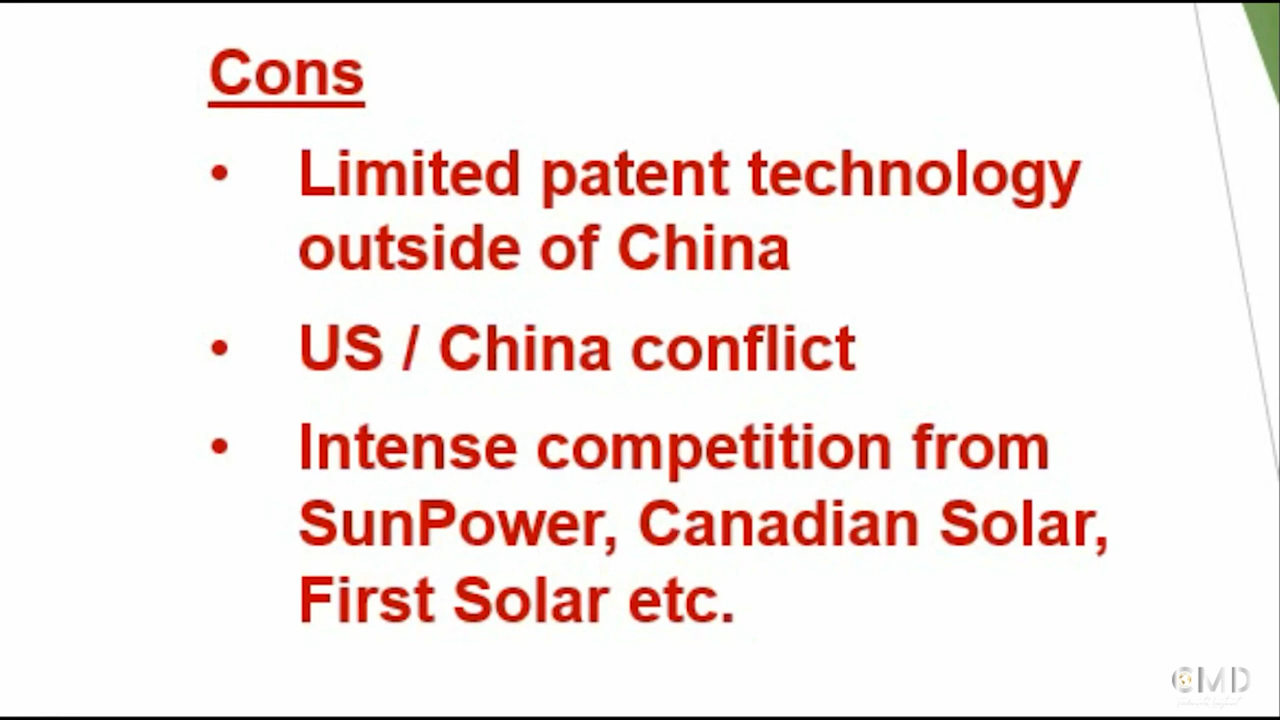 Cons
• Limited patent technology
outside of China
• US / China conflict
• Intense competition from
SunPower, Canadian Solar,
First Solar etc.
CMD